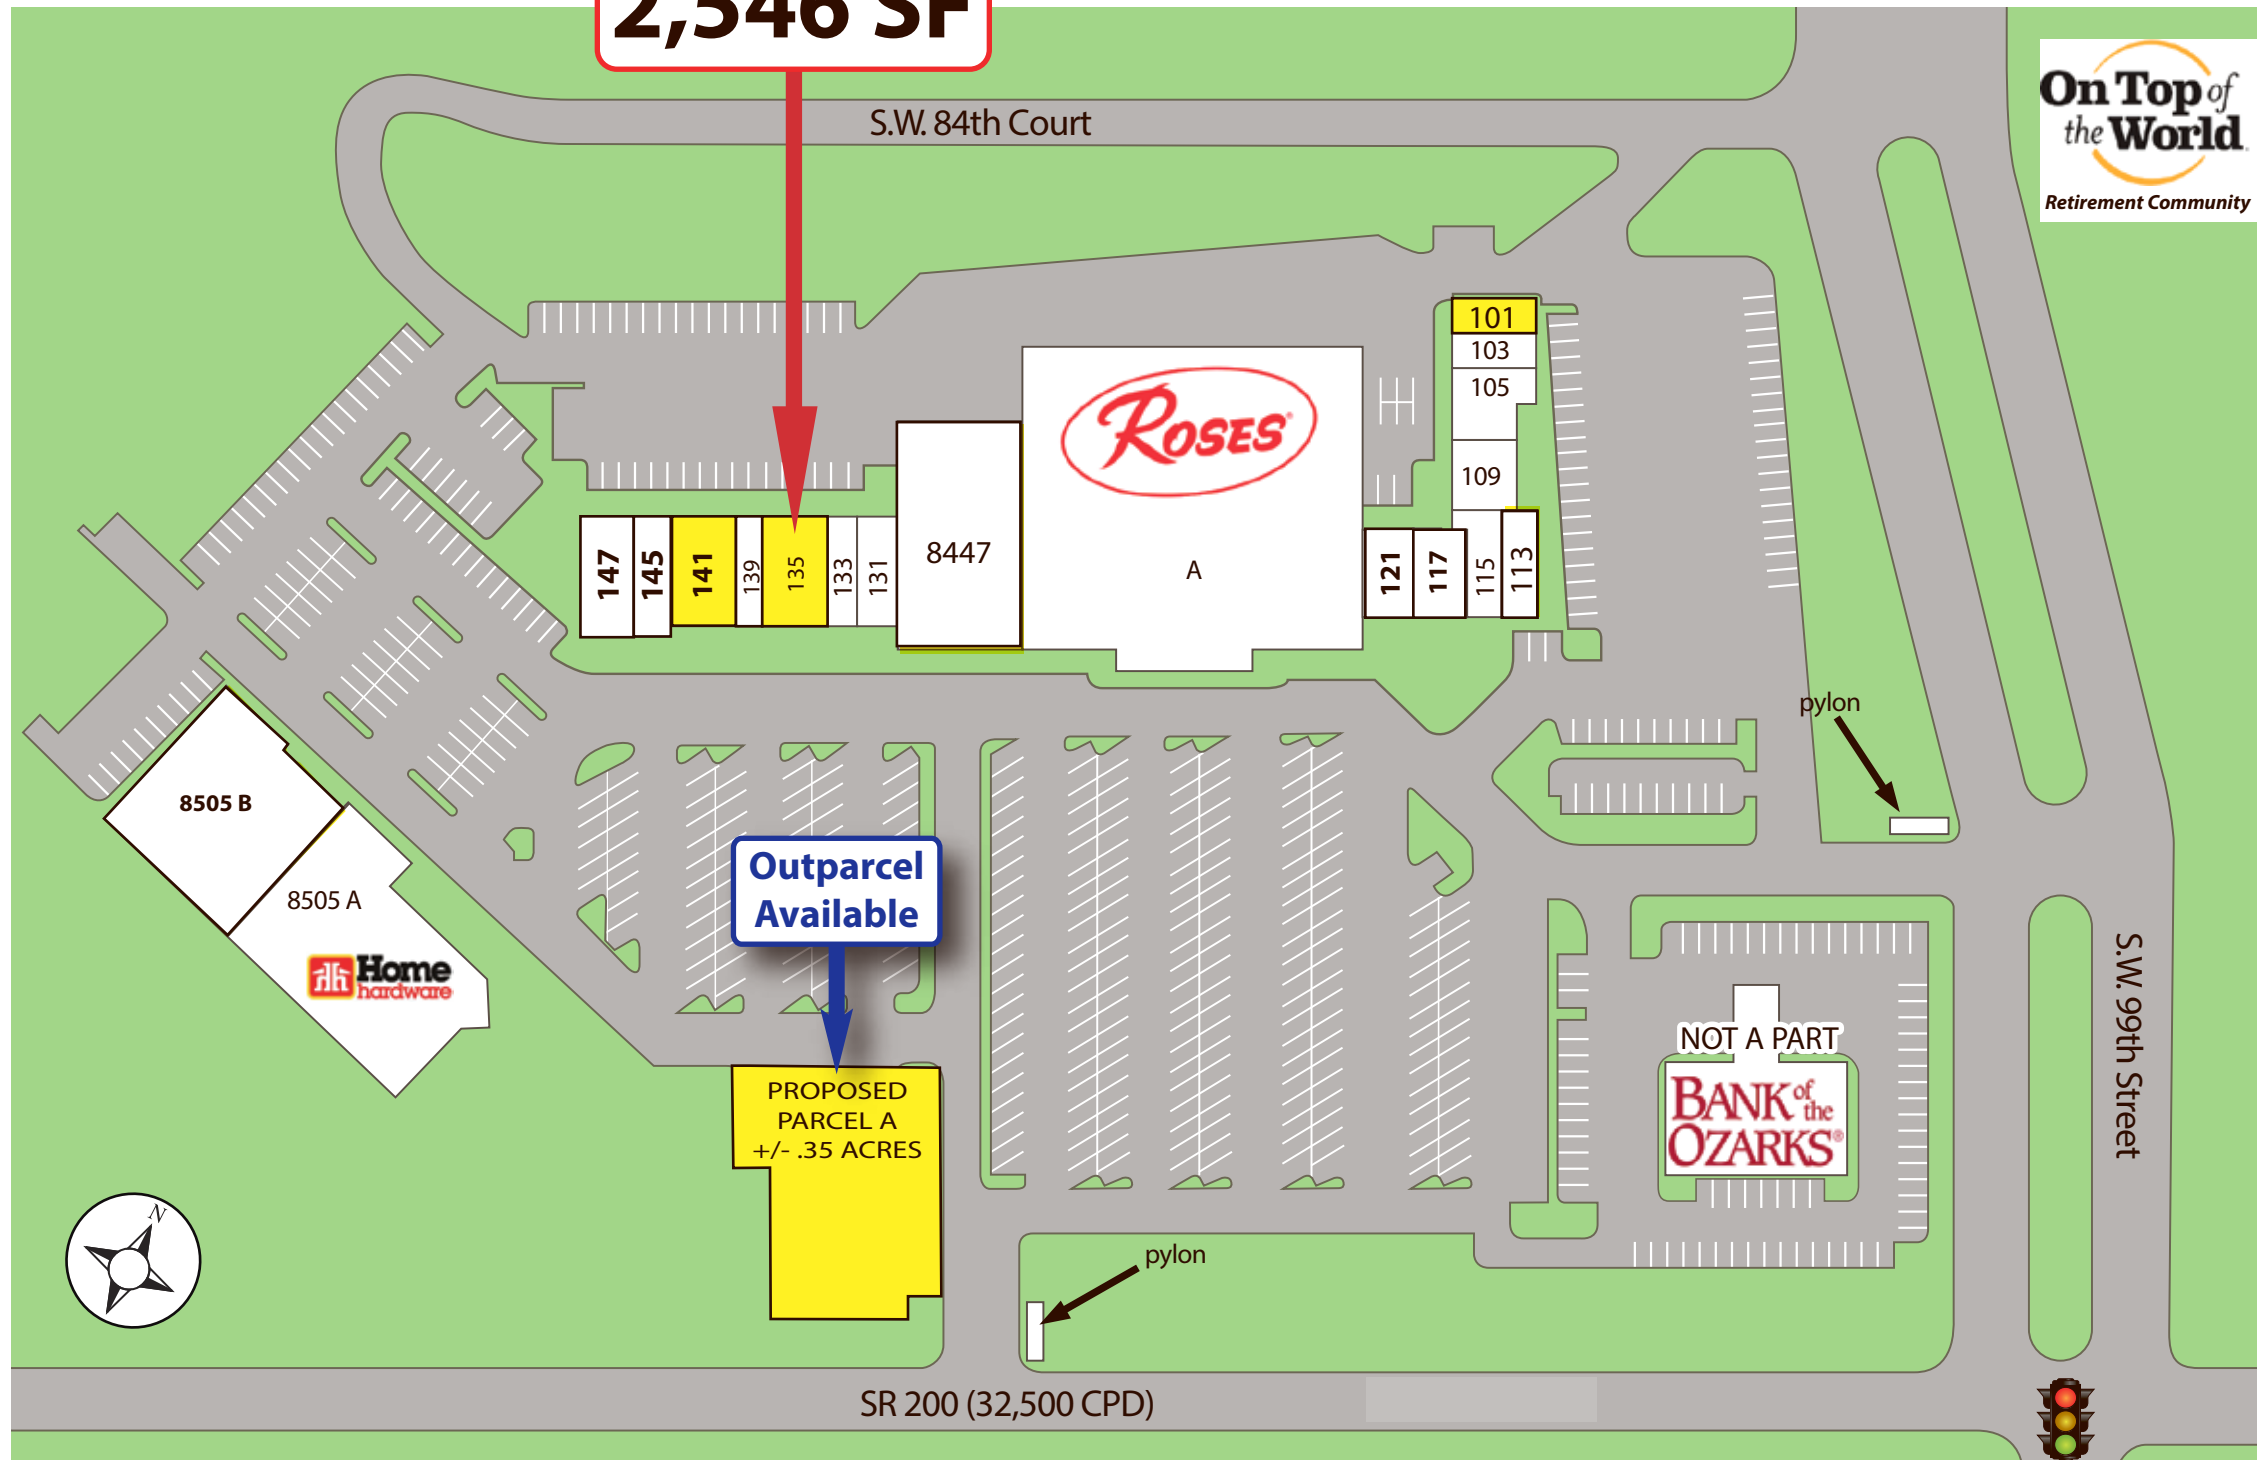 2,546 SF
S.W. 84th Court
On Top of
the World
Retirement Community
101
103
105
109
ROSES®
8447
A
147
145
141
139
135
133
131
121
117
115
113
pylon
8505 B
8505 A
Home
hardware
Outparcel
Available
PROPOSED
PARCEL A
+/- .35 ACRES
NOT A PART
BANK of the
OZARKS®
S.W. 99th Street
N
pylon
SR 200 (32,500 CPD)